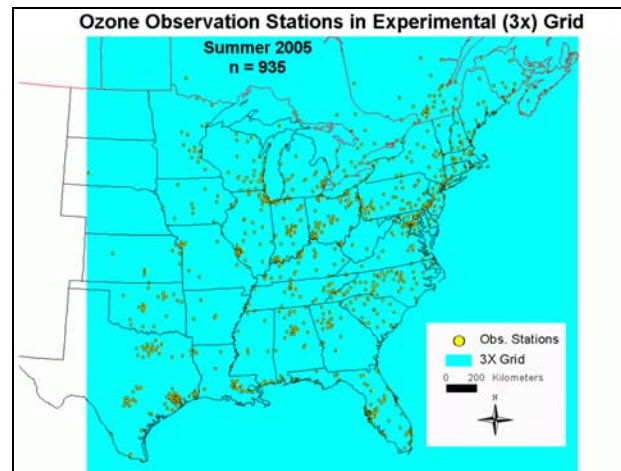 Ozone Observation Stations in Experimental (3x) Grid
Summer 2005
n = 935
Obs. Stations
3X Grid
0 200 Kilometers
N